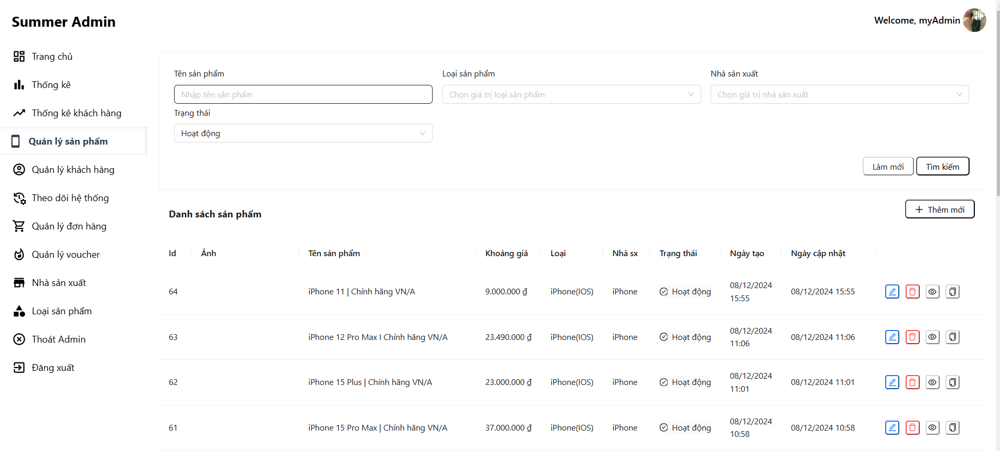 Summer Admin
Welcome, myAdmin
Trang chủ
Thống kê
Thống kê khách hàng
Quản lý sản phẩm
Quản lý khách hàng
Theo dõi hệ thống
Quản lý đơn hàng
Quản lý voucher
Nhà sản xuất
Loại sản phẩm
Thoát Admin
Đăng xuất
Tên sản phẩm
Nhập tên sản phẩm
Loại sản phẩm
Chọn giá trị loại sản phẩm
Nhà sản xuất
Chọn giá trị nhà sản xuất
Trạng thái
Hoạt động
Làm mới
Tìm kiếm
Danh sách sản phẩm
Thêm mới
Id Ảnh Tên sản phẩm Khoảng giá Loại Nhà sx Trạng thái Ngày tạo Ngày cập nhật
64 iPhone 11 | Chính hãng VN/A 9.000.000 ₫ iPhone(IOS) iPhone Hoạt động 08/12/2024 15:55 08/12/2024 15:55
63 iPhone 12 Pro Max I Chính hãng VN/A 23.490.000 ₫ iPhone(IOS) iPhone Hoạt động 08/12/2024 11:06 08/12/2024 11:06
62 iPhone 15 Plus | Chính hãng VN/A 23.000.000 ₫ iPhone(IOS) iPhone Hoạt động 08/12/2024 11:01 08/12/2024 11:01
61 iPhone 15 Pro Max | Chính hãng VN/A 37.000.000 ₫ iPhone(IOS) iPhone Hoạt động 08/12/2024 10:58 08/12/2024 10:58